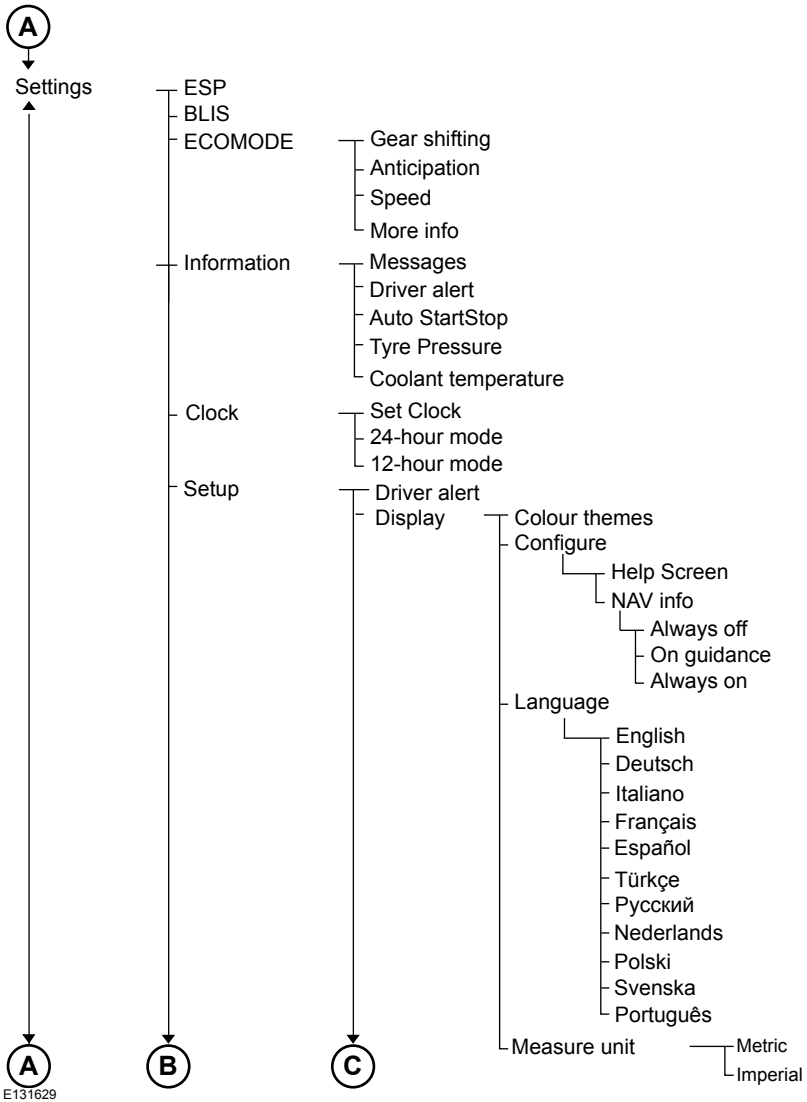 A
Settings
ESP
BLIS
ECOMODE
Gear shifting
Anticipation
Speed
More info
Information
Messages
Driver alert
Auto StartStop
Tyre Pressure
Coolant temperature
Clock
Set Clock
24-hour mode
12-hour mode
Setup
Driver alert
Display
Colour themes
Configure
Help Screen
NAV info
Always off
On guidance
Always on
Language
English
Deutsch
Italiano
Français
Español
Türkçe
Русский
Nederlands
Polski
Svenska
Português
Measure unit
Metric
Imperial
A
B
C
E131629